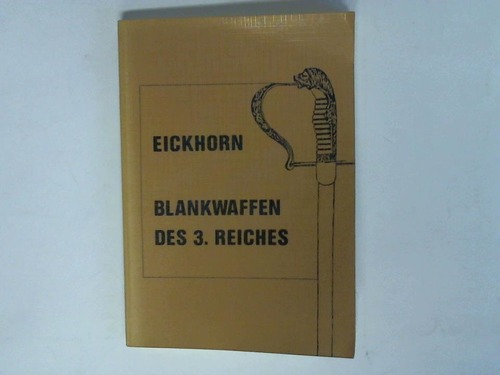 EICKHORN
BLANKWAFFEN
DES 3. REICHES